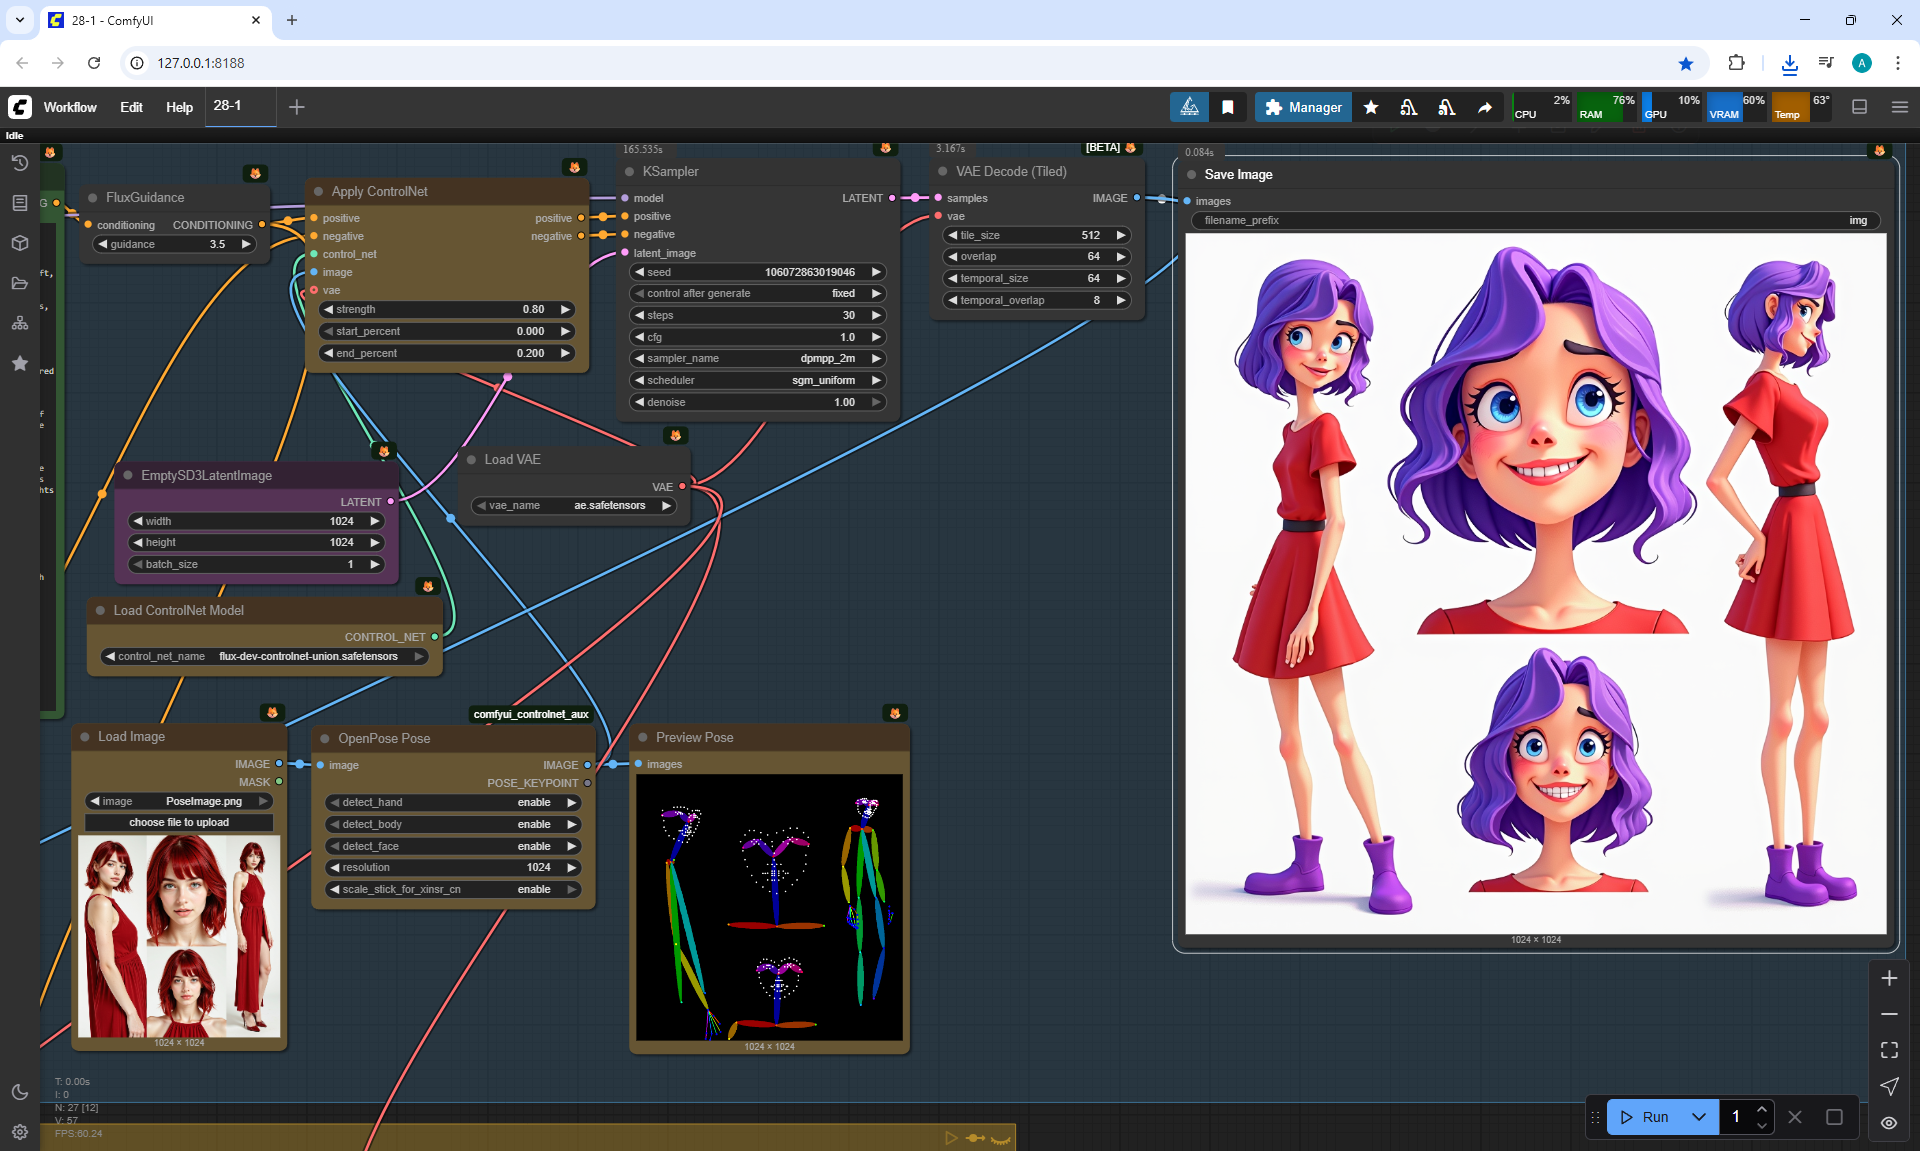 28-1 - ComfyUI
127.0.0.1:8188
A
Workflow
Edit
Help
28-1
Manager
CPU 2%
RAM 76%
GPU 10%
VRAM 60%
Temp 63°
Idle
G
ft,
s,
red
f
e
e
s
hts
h
FluxGuidance
conditioning CONDITIONING
guidance 3.5
Apply ControlNet
positive positive
negative negative
control_net
image
vae
strength 0.80
start_percent 0.000
end_percent 0.200
165.535s
KSampler
model LATENT
positive
negative
latent_image
seed 106072863019046
control after generate fixed
steps 30
cfg 1.0
sampler_name dpmpp_2m
scheduler sgm_uniform
denoise 1.00
3.167s [BETA]
VAE Decode (Tiled)
samples IMAGE
vae
tile_size 512
overlap 64
temporal_size 64
temporal_overlap 8
0.084s
Save Image
images
filename_prefix img
1024 × 1024
EmptySD3LatentImage
LATENT
width 1024
height 1024
batch_size 1
Load VAE
VAE
vae_name ae.safetensors
Load ControlNet Model
CONTROL_NET
control_net_name flux-dev-controlnet-union.safetensors
Load Image
IMAGE
MASK
image PoseImage.png
choose file to upload
1024 × 1024
comfyui_controlnet_aux
OpenPose Pose
image IMAGE
POSE_KEYPOINT
detect_hand enable
detect_body enable
detect_face enable
resolution 1024
scale_stick_for_xinsr_cn enable
Preview Pose
images
1024 × 1024
T: 0.00s
I: 0
N: 27 [12]
V: 57
FPS:60.24
Run
1